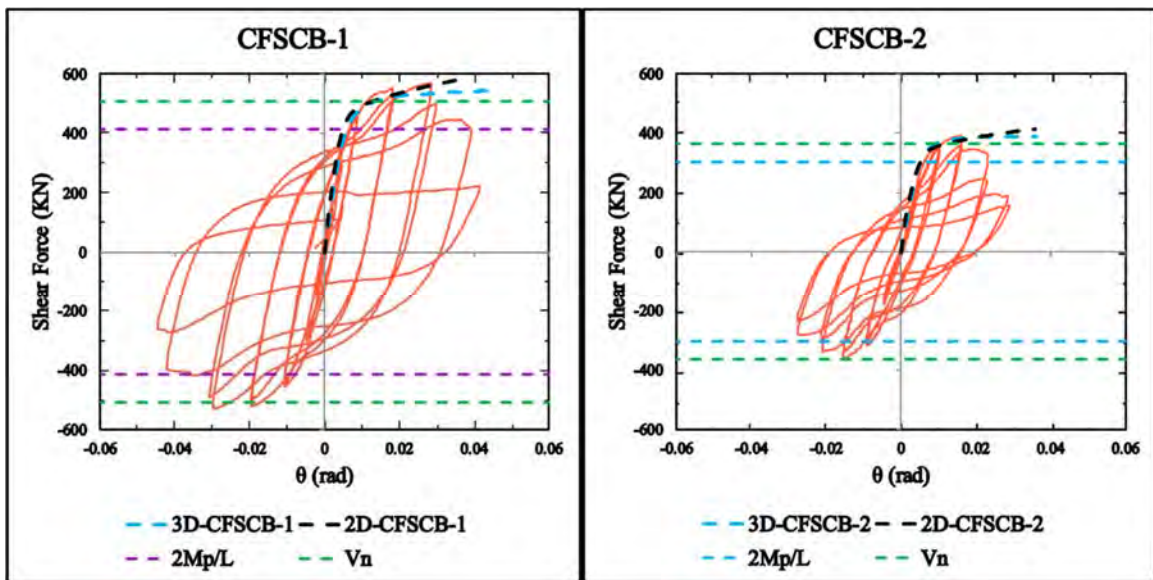 CFSCB-1
600
400
200
0
-200
-400
-600
Shear Force (KN)
-0.06 -0.04 -0.02 0 0.02 0.04 0.06
θ (rad)
3D-CFSCB-1 2D-CFSCB-1
2Mp/L Vn
CFSCB-2
600
400
200
0
-200
-400
-600
Shear Force (KN)
-0.06 -0.04 -0.02 0 0.02 0.04 0.06
θ (rad)
3D-CFSCB-2 2D-CFSCB-2
2Mp/L Vn